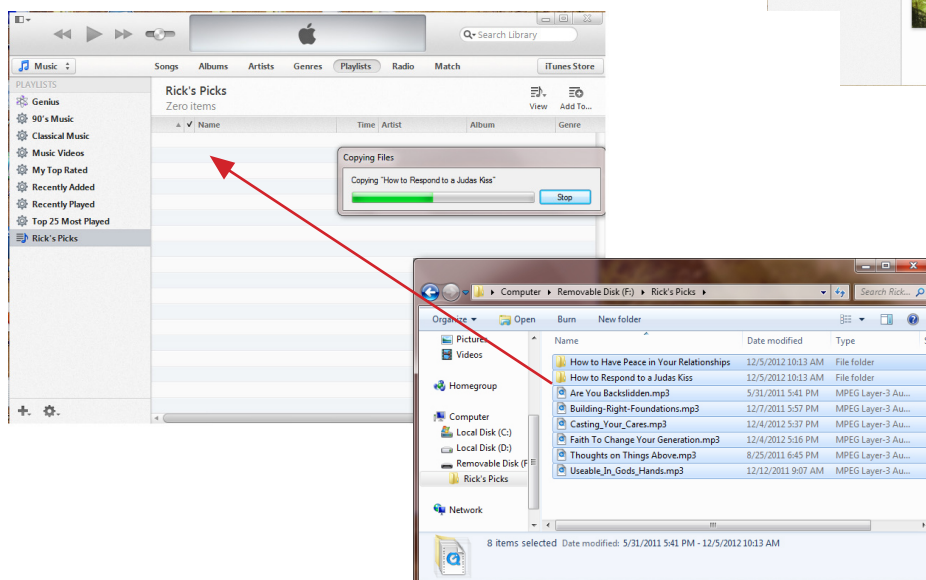 Search Library
Music
Songs Albums Artists Genres Playlists Radio Match iTunes Store
PLAYLISTS
Genius
90's Music
Classical Music
Music Videos
My Top Rated
Recently Added
Recently Played
Top 25 Most Played
Rick's Picks
Rick's Picks
Zero items
View Add To...
Name Time Artist Album Genre
Copying Files
Copying "How to Respond to a Judas Kiss"
Stop
Computer Removable Disk (F:) Rick's Picks Search Rick...
Organize Open Burn New folder
Pictures
Videos
Homegroup
Computer
Local Disk (C:)
Local Disk (D:)
Removable Disk (F
Rick's Picks
Network
Name Date modified Type
How to Have Peace in Your Relationships 12/5/2012 10:13 AM File folder
How to Respond to a Judas Kiss 12/5/2012 10:13 AM File folder
Are You Backslidden.mp3 5/31/2011 5:41 PM MPEG Layer-3 Au...
Building-Right-Foundations.mp3 12/7/2011 5:57 PM MPEG Layer-3 Au...
Casting_Your_Cares.mp3 12/4/2012 5:37 PM MPEG Layer-3 Au...
Faith To Change Your Generation.mp3 12/4/2012 5:16 PM MPEG Layer-3 Au...
Thoughts on Things Above.mp3 8/25/2011 6:45 PM MPEG Layer-3 Au...
Useable_In_Gods_Hands.mp3 12/12/2011 9:07 AM MPEG Layer-3 Au...
8 items selected Date modified: 5/31/2011 5:41 PM - 12/5/2012 10:13 AM